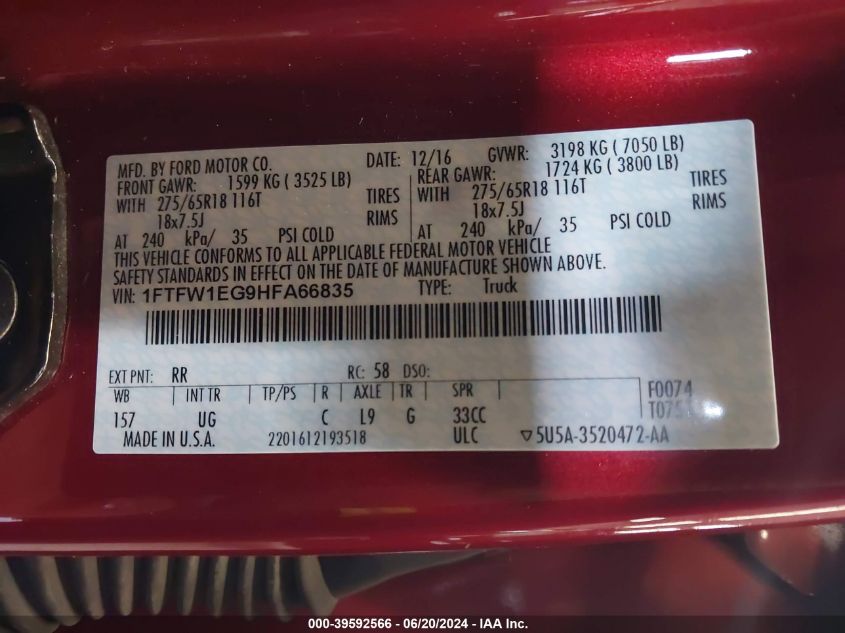 MFD. BY FORD MOTOR CO. DATE: 12/16 GVWR: 3198 KG ( 7050 LB)
FRONT GAWR: 1599 KG ( 3525 LB) REAR GAWR: 1724 KG ( 3800 LB)
WITH 275/65R18 116T TIRES WITH 275/65R18 116T TIRES
18x7.5J RIMS 18x7.5J RIMS
AT 240 kPa/ 35 PSI COLD AT 240 kPa/ 35 PSI COLD
THIS VEHICLE CONFORMS TO ALL APPLICABLE FEDERAL MOTOR VEHICLE
SAFETY STANDARDS IN EFFECT ON THE DATE OF MANUFACTURE SHOWN ABOVE.
VIN: 1FTFW1EG9HFA66835 TYPE: Truck
EXT PNT: RR RC: 58 DSO:
WB INT TR TP/PS R AXLE TR SPR F0074
157 UG C L9 G 33CC
MADE IN U.S.A. 2201612193518 ULC ▽5U5A-3520472-AA
000-39592566 - 06/20/2024 - IAA Inc.